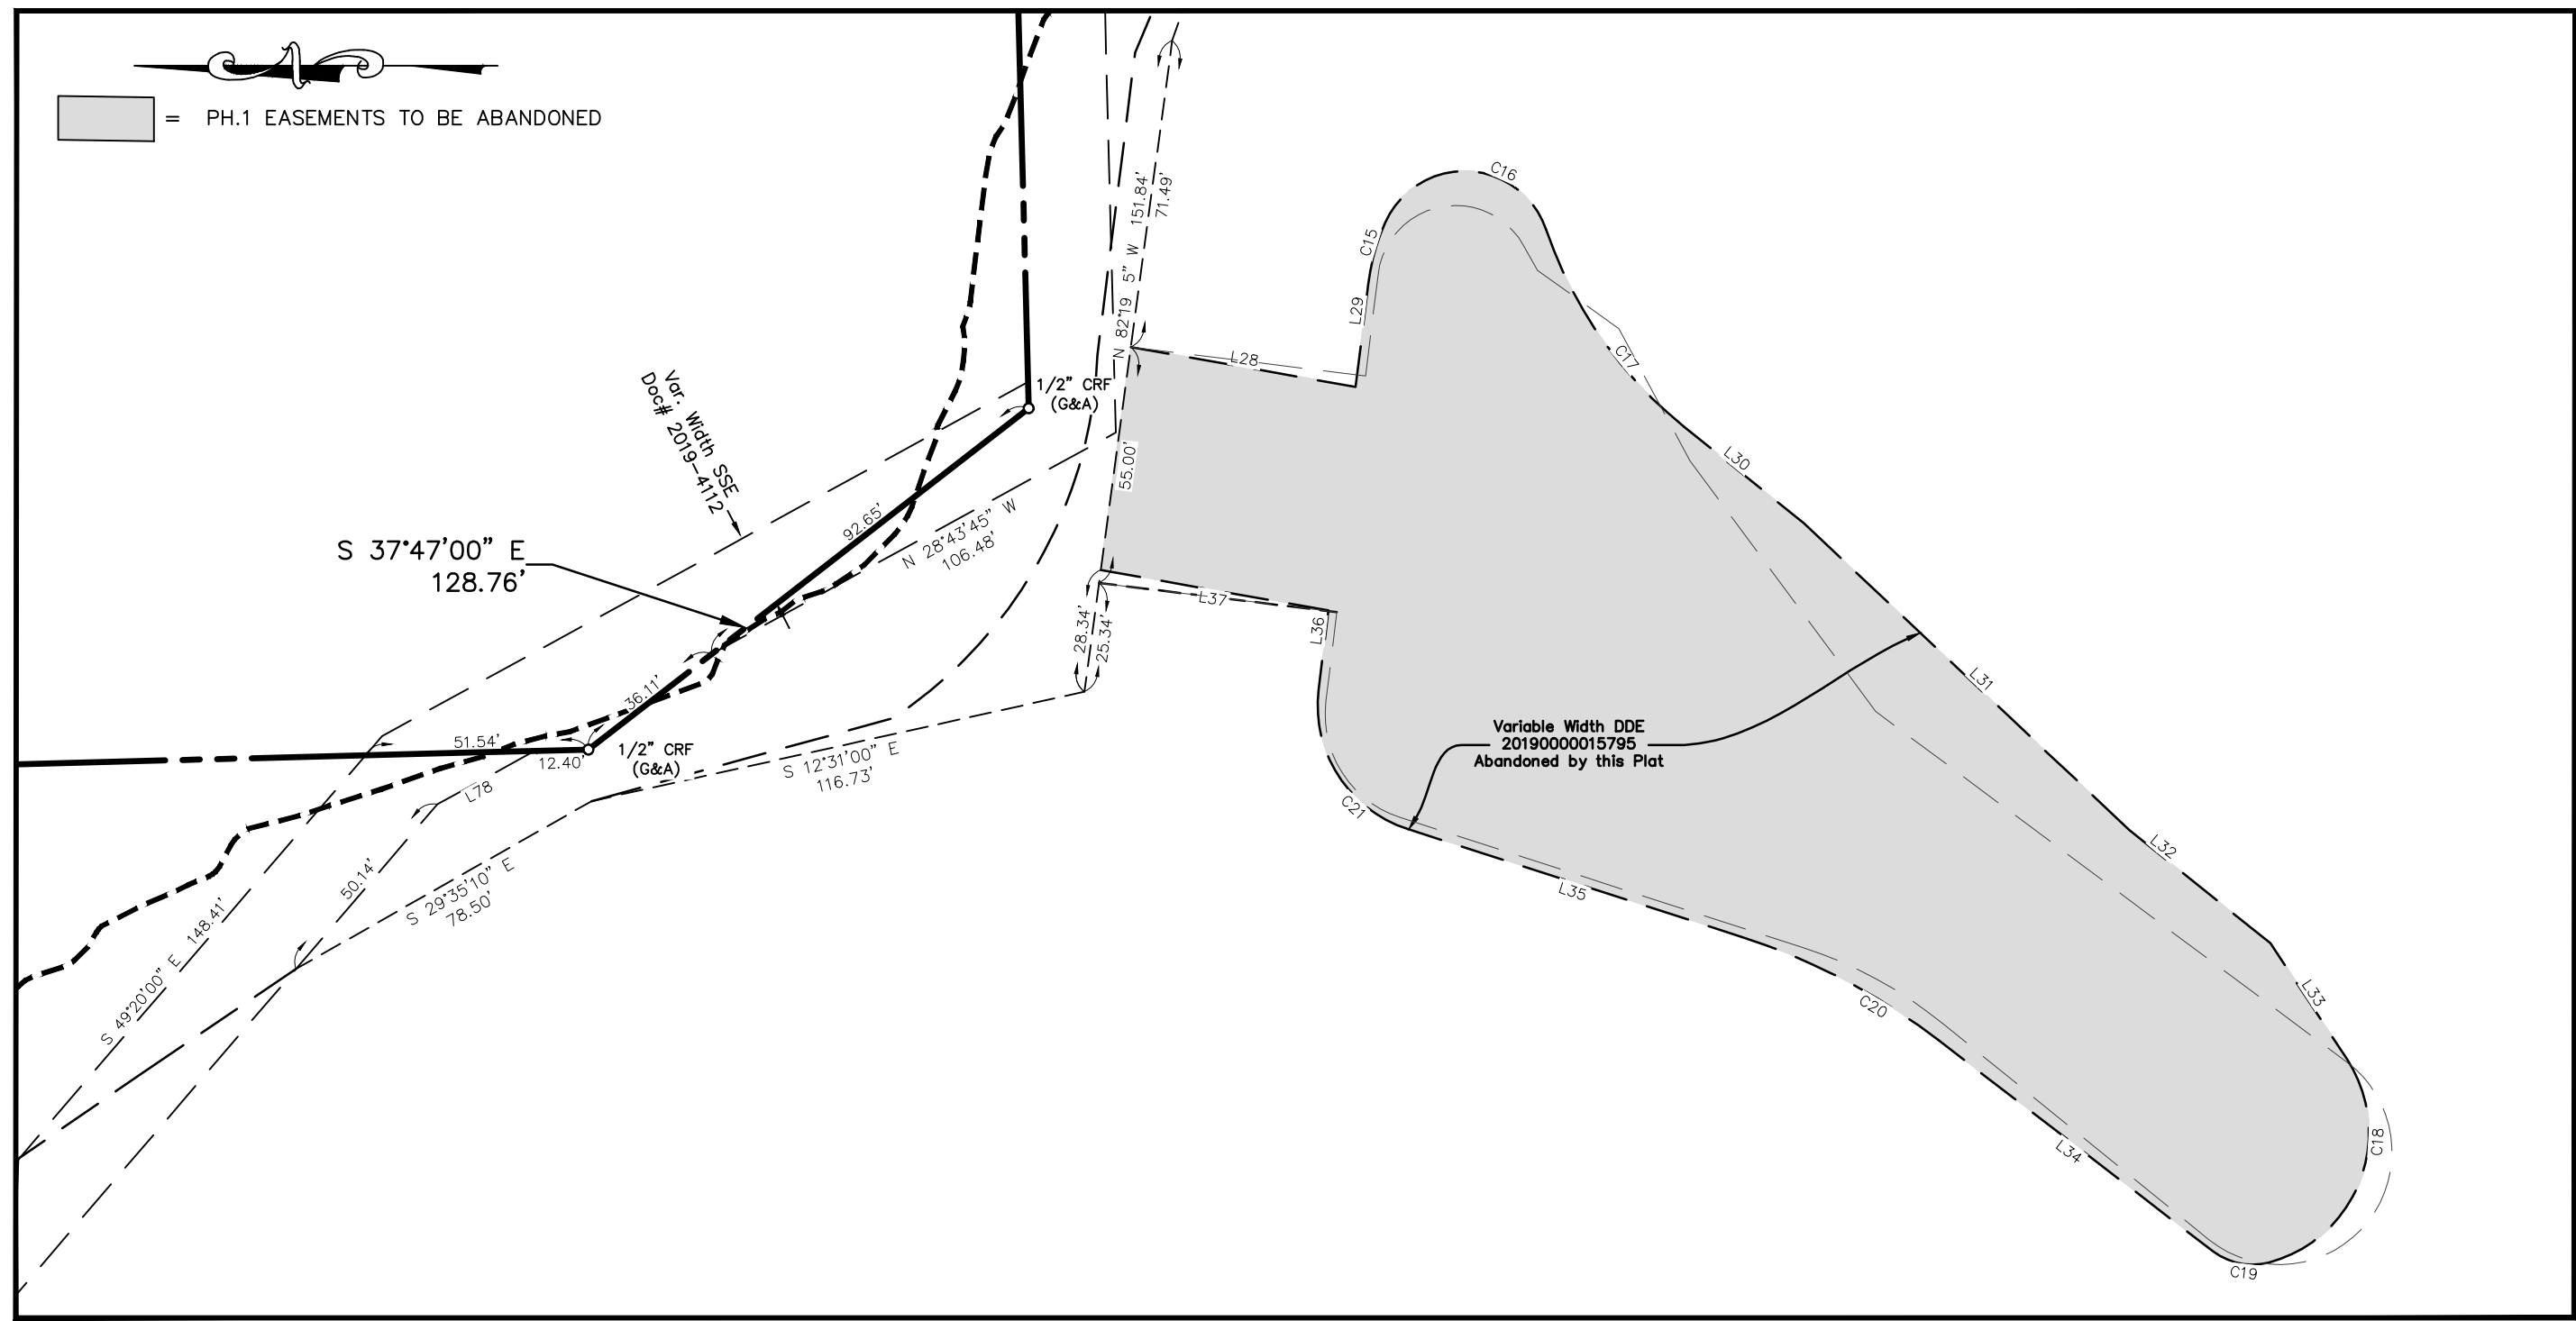 N
= PH.1 EASEMENTS TO BE ABANDONED
C16
151.84'
71.49'
C15
N 82°19 5" W
L29
L28
C17
1/2" CRF
(G&A)
Var. Width SSE
Doc# 2019-4112
L30
55.00'
92.65'
N 28°43'45" W
106.48'
S 37°47'00" E
128.76'
L37
L36
28.34'
25.34'
36.11'
L31
51.54'
12.40'
1/2" CRF
(G&A)
S 12°31'00" E
116.73'
Variable Width DDE
20190000015795
Abandoned by this Plat
L78
C21
L32
50.14'
S 29°35'10" E
78.50'
L35
S 49°20'00" E 148.41'
C20
L33
L34
C18
C19